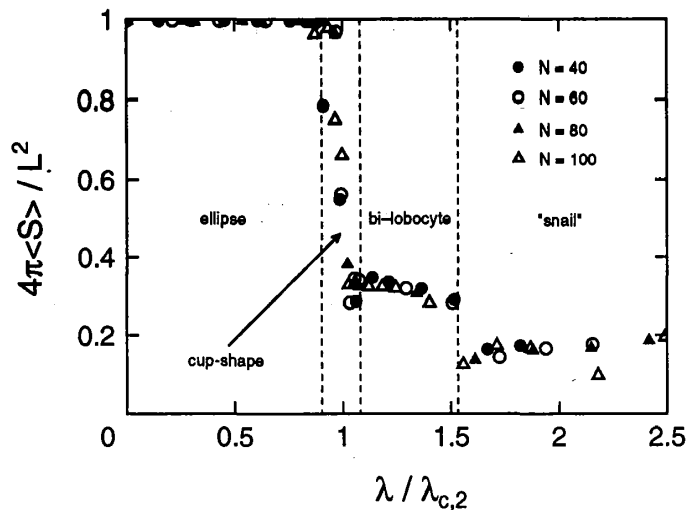 4π<S> / L²
1
0.8
0.6
0.4
0.2
N = 40
N = 60
N = 80
N = 100
ellipse
bi-lobocyte
"snail"
cup-shape
0
0.5
1
1.5
2
2.5
λ / λc,2